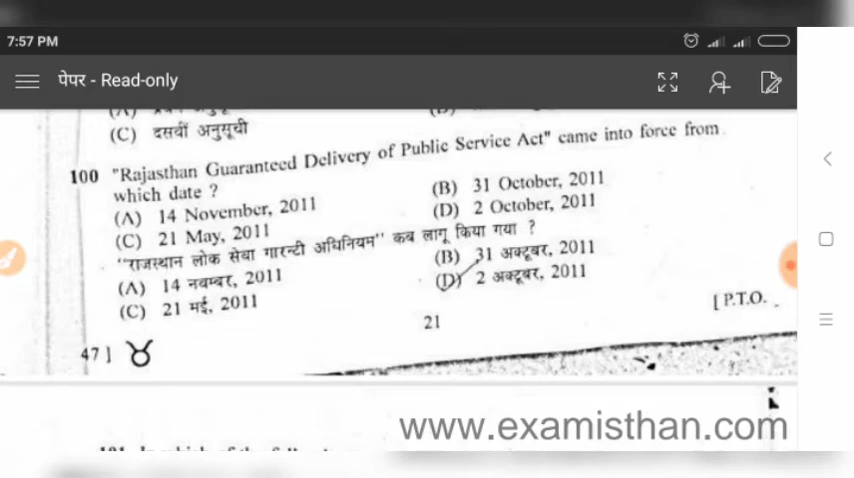 7:57 PM
पेपर - Read-only
(C) दसवीं अनुसूची
100 "Rajasthan Guaranteed Delivery of Public Service Act" came into force from
which date ?
(A) 14 November, 2011 (B) 31 October, 2011
(C) 21 May, 2011 (D) 2 October, 2011
"राजस्थान लोक सेवा गारन्टी अधिनियम" कब लागू किया गया ?
(A) 14 नवम्बर, 2011 (B) 31 अक्टूबर, 2011
(C) 21 मई, 2011 (D) 2 अक्टूबर, 2011
21
[ P.T.O.
47 ]
www.examisthan.com